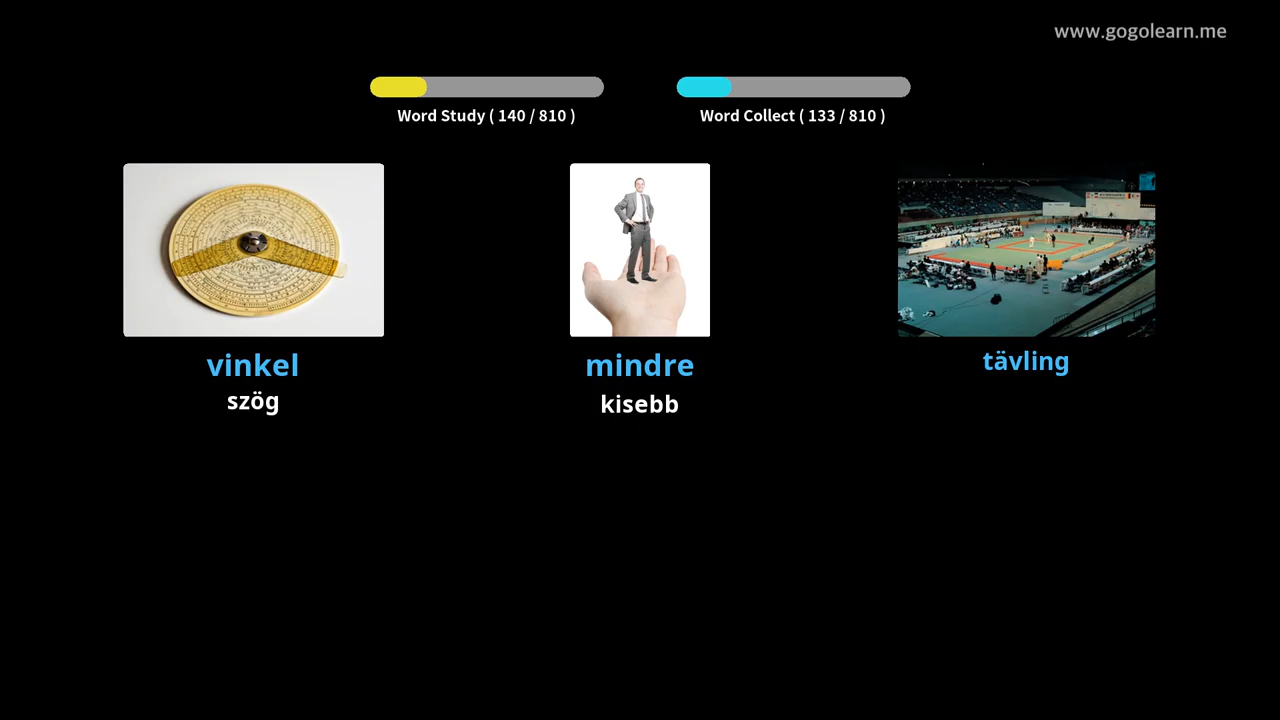 www.gogolearn.me
Word Study ( 140 / 810 )
Word Collect ( 133 / 810 )
vinkel
szög
mindre
kisebb
tävling